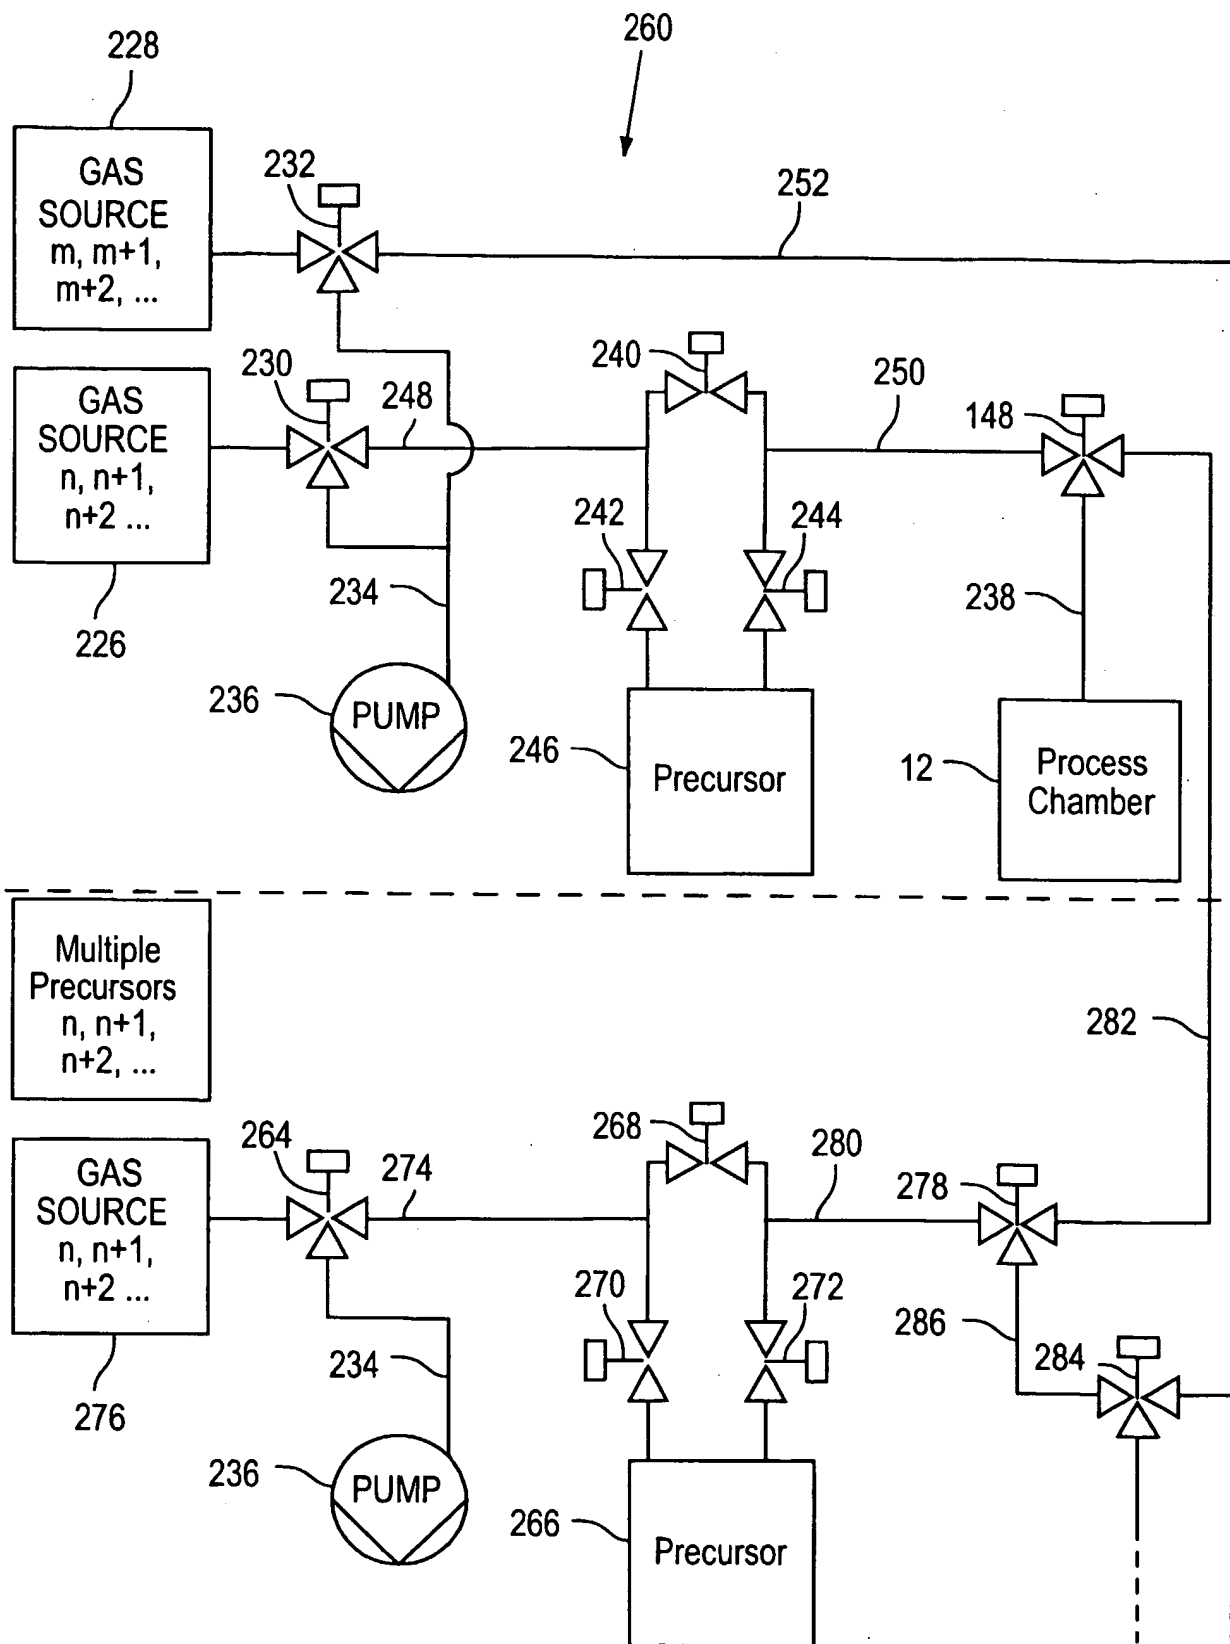 228
260
GAS
SOURCE
m, m+1,
m+2, ...
232
252
230
240
GAS
SOURCE
n, n+1,
n+2 ...
248
250
148
242
244
234
238
226
236
PUMP
246
Precursor
12
Process
Chamber
Multiple
Precursors
n, n+1,
n+2, ...
282
264
268
GAS
SOURCE
n, n+1,
n+2 ...
274
280
278
270
272
286
284
234
276
236
PUMP
266
Precursor